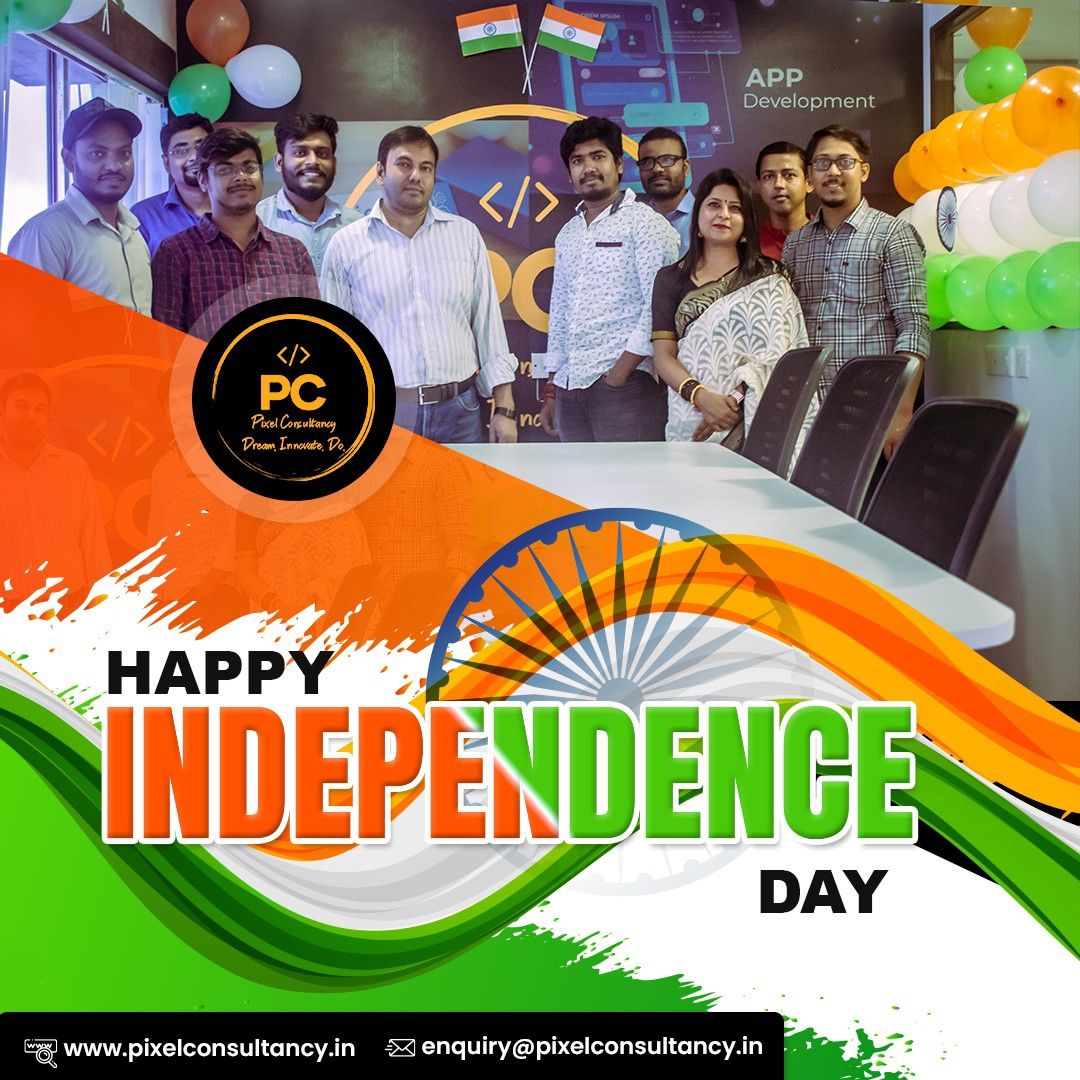 LOREM IPSUM
APP
Development
</>
</>
PC
Pixel Consultancy
Dream. Innovate. Do.
HAPPY
INDEPENDENCE
DAY
www
www.pixelconsultancy.in
enquiry@pixelconsultancy.in